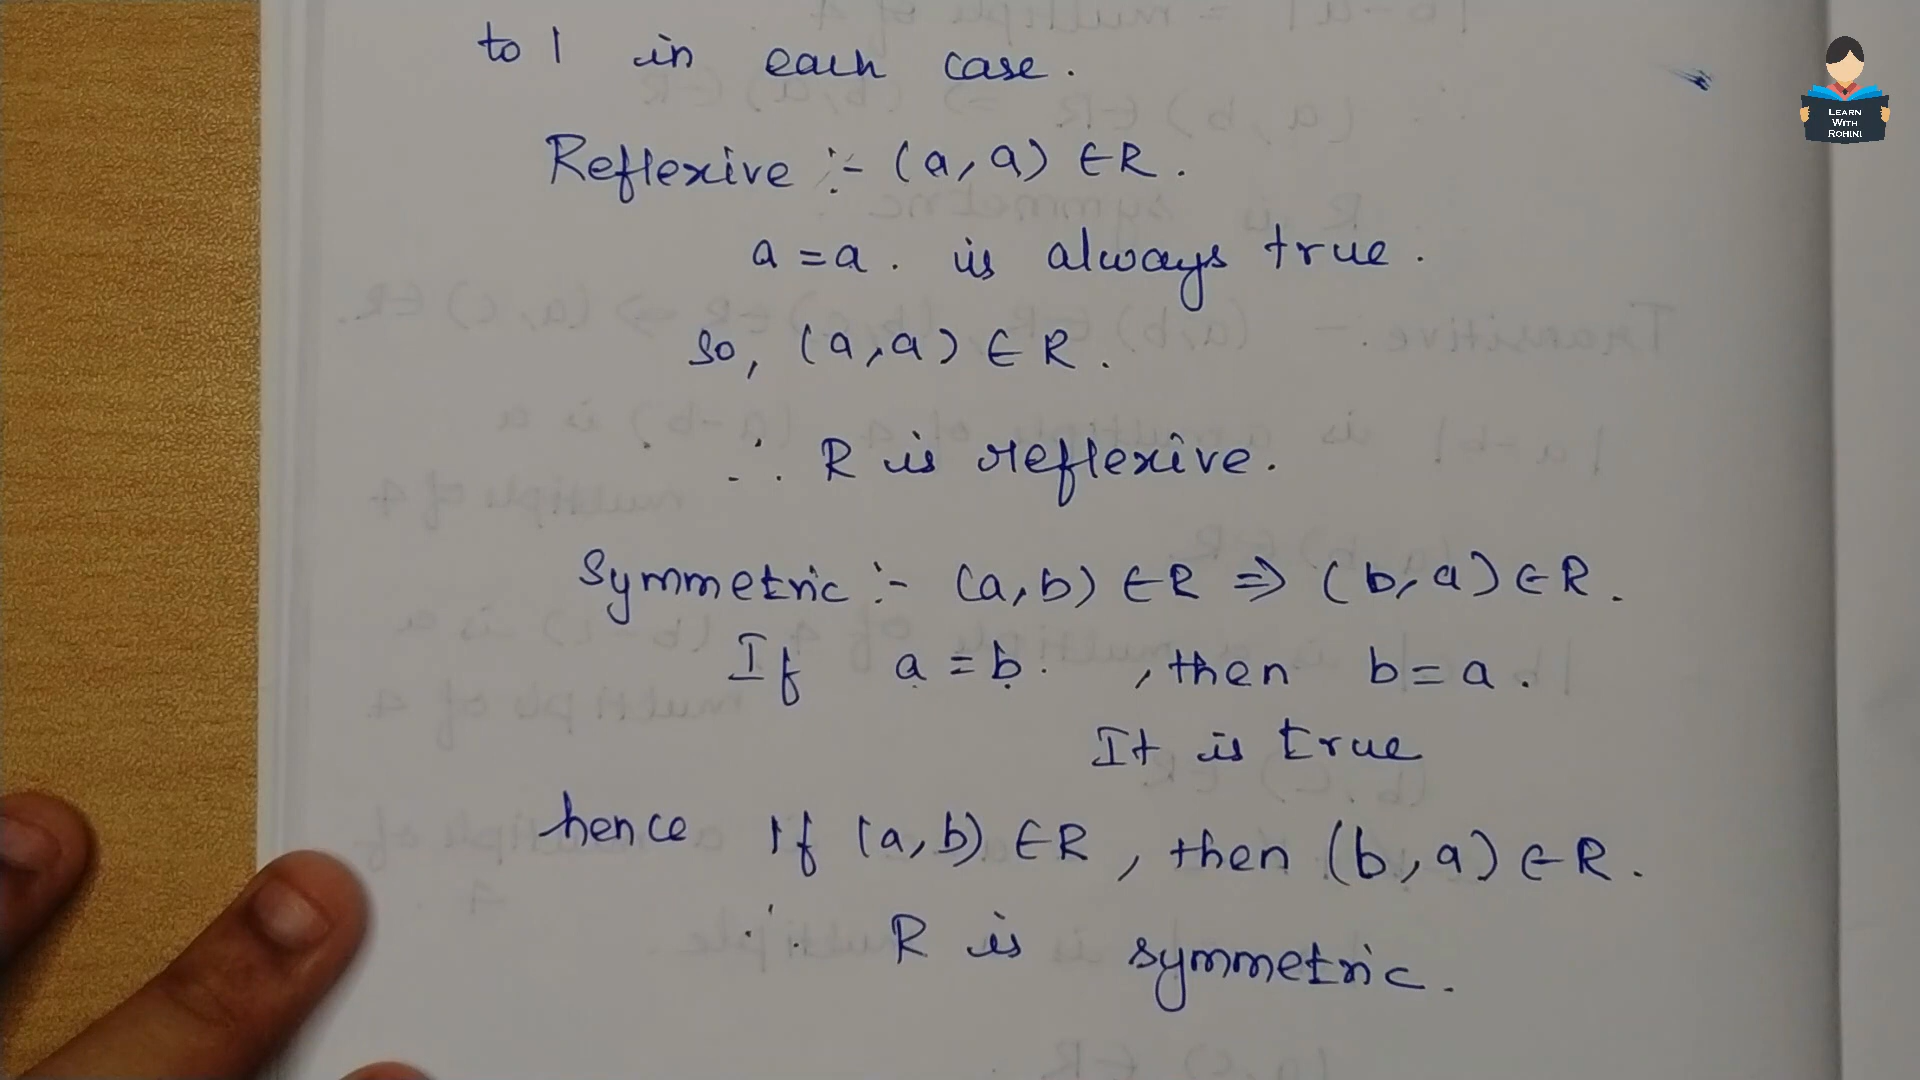 to 1 in each case.
Reflexive :- (a, a) ∈ R.
a = a. is always true.
so, (a, a) ∈ R.
∴ R is reflexive.
Symmetric :- (a, b) ∈ R ⇒ (b, a) ∈ R.
If a = b. , then b = a.
It is true
hence If (a, b) ∈ R, then (b, a) ∈ R.
∴ R is symmetric.
LEARN
WITH
ROHINI